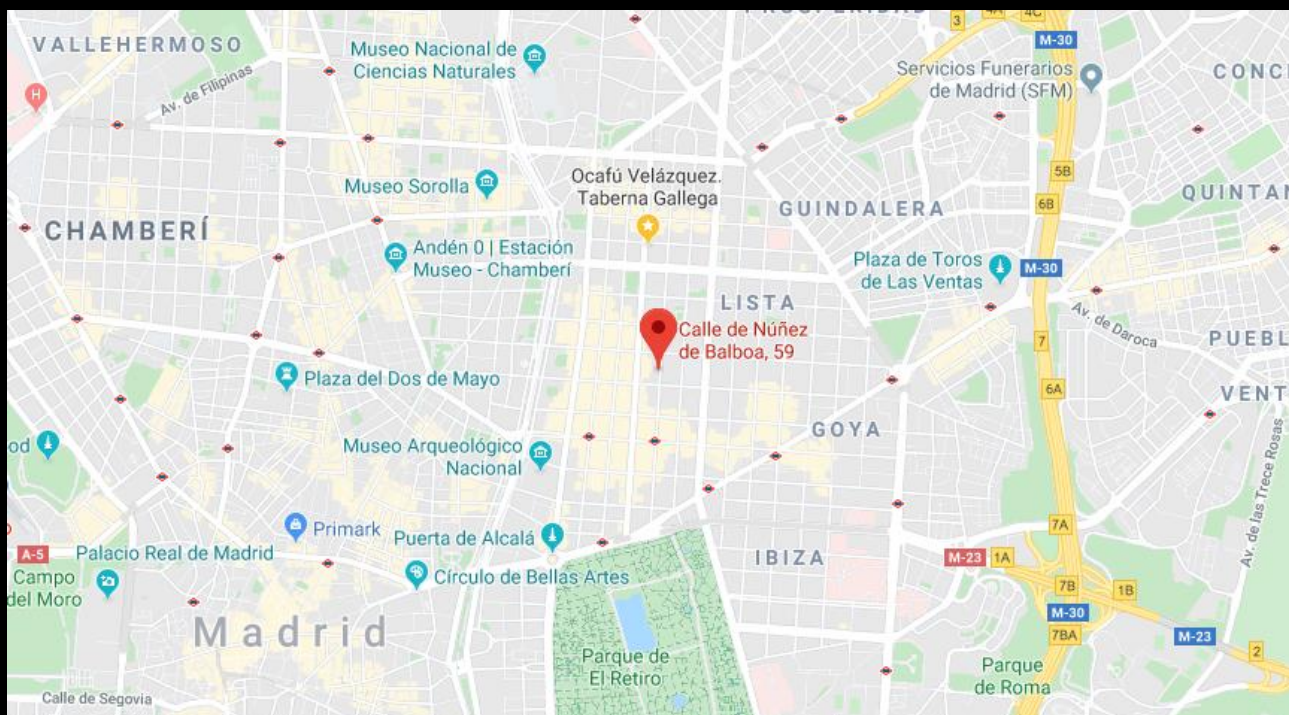 PROSPERIDAD
3
4A
4C
M-30
VALLEHERMOSO
Museo Nacional de
Ciencias Naturales
Servicios Funerarios
de Madrid (SFM)
CONC
Av. de Filipinas
H
Ocafú Velázquez.
Taberna Gallega
5B
Museo Sorolla
GUINDALERA
6B
QUINTAN
CHAMBERÍ
Andén 0 | Estación
Museo - Chamberí
Plaza de Toros
de Las Ventas
M-30
LISTA
Av. de Daroca
Calle de Núñez
de Balboa, 59
7
PUEBL
Plaza del Dos de Mayo
6A
VENT
GOYA
od
Museo Arqueológico
Nacional
Av. de las Trece Rosas
Primark
Puerta de Alcalá
7A
A-5
Palacio Real de Madrid
IBIZA
M-23
1A
Campo
del Moro
Círculo de Bellas Artes
7B
1B
M-30
Madrid
7BA
M-23
Parque de
El Retiro
Parque
de Roma
2
Calle de Segovia